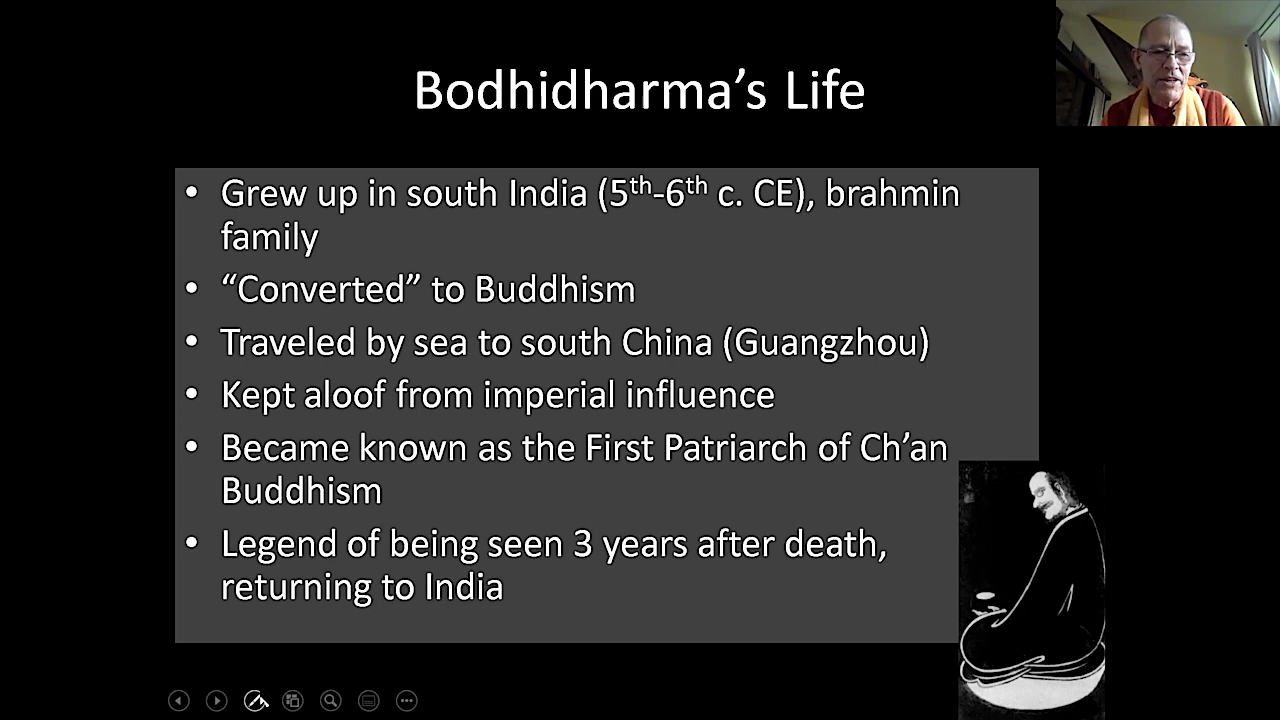 Bodhidharma’s Life
• Grew up in south India (5th-6th c. CE), brahmin
family
• “Converted” to Buddhism
• Traveled by sea to south China (Guangzhou)
• Kept aloof from imperial influence
• Became known as the First Patriarch of Ch’an
Buddhism
• Legend of being seen 3 years after death,
returning to India